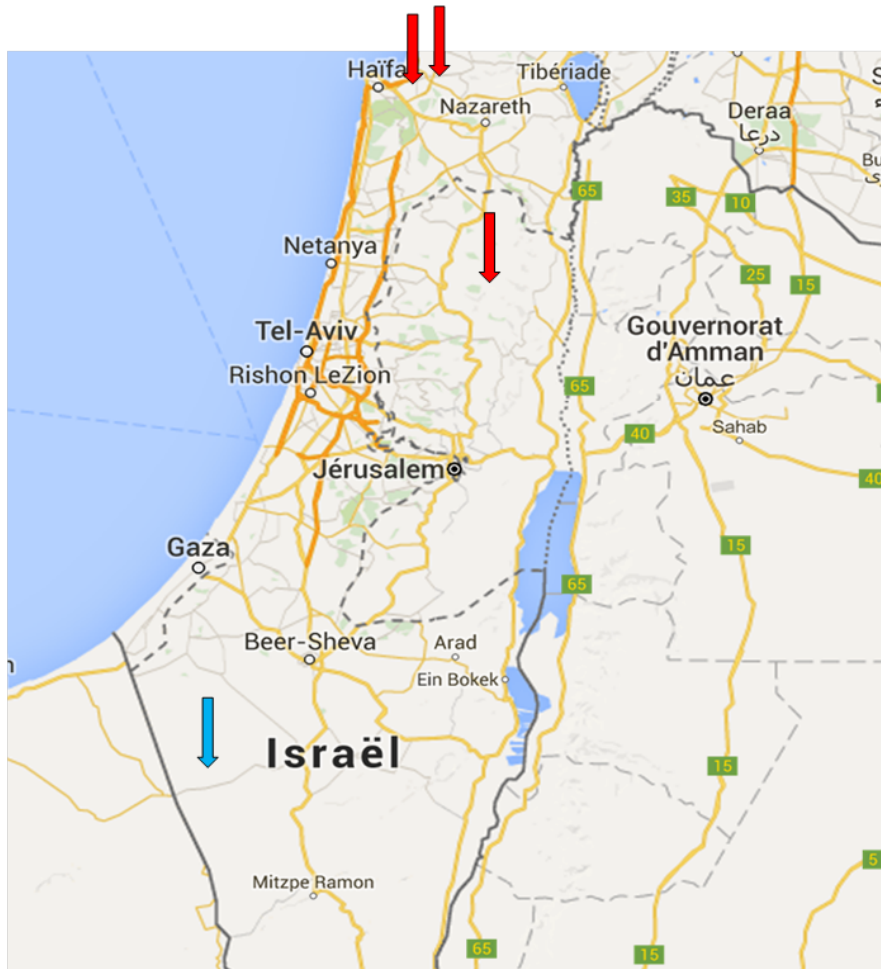 Haïfa
Tibériade
Nazareth
Deraa
درعا
65
35
10
Netanya
25
15
Tel-Aviv
Gouvernorat
d'Amman
عمان
Rishon LeZion
65
40
Sahab
Jérusalem
40
15
Gaza
65
Beer-Sheva
Arad
Ein Bokek
Israël
15
15
Mitzpe Ramon
5
65
15